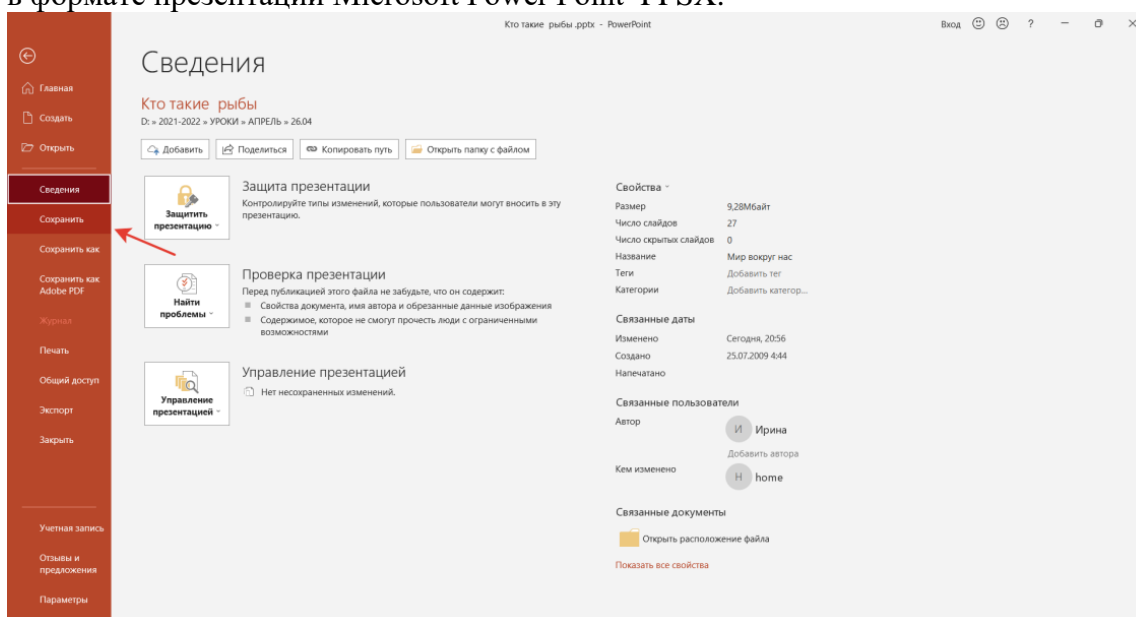 в формате презентации Microsoft Power Point PPSX.
Кто такие рыбы .pptx - PowerPoint
Вход
?
Сведения
Главная
Создать
Открыть
Сведения
Сохранить
Сохранить как
Сохранить как
Adobe PDF
Журнал
Печать
Общий доступ
Экспорт
Закрыть
Учетная запись
Отзывы и
предложения
Параметры
Кто такие рыбы
D: » 2021-2022 » УРОКИ » АПРЕЛЬ » 26.04
Добавить
Поделиться
Копировать путь
Открыть папку с файлом
Защитить
презентацию
Защита презентации
Контролируйте типы изменений, которые пользователи могут вносить в эту
презентацию.
Найти
проблемы
Проверка презентации
Перед публикацией этого файла не забудьте, что он содержит:
Свойства документа, имя автора и обрезанные данные изображения
Содержимое, которое не смогут прочесть люди с ограниченными
возможностями
Управление
презентацией
Управление презентацией
Нет несохраненных изменений.
Свойства
Размер 9,28Мбайт
Число слайдов 27
Число скрытых слайдов 0
Название Мир вокруг нас
Теги Добавить тег
Категории Добавить категор...
Связанные даты
Изменено Сегодня, 20:56
Создано 25.07.2009 4:44
Напечатано
Связанные пользователи
Автор
И Ирина
Добавить автора
Кем изменено
H home
Связанные документы
Открыть расположение файла
Показать все свойства